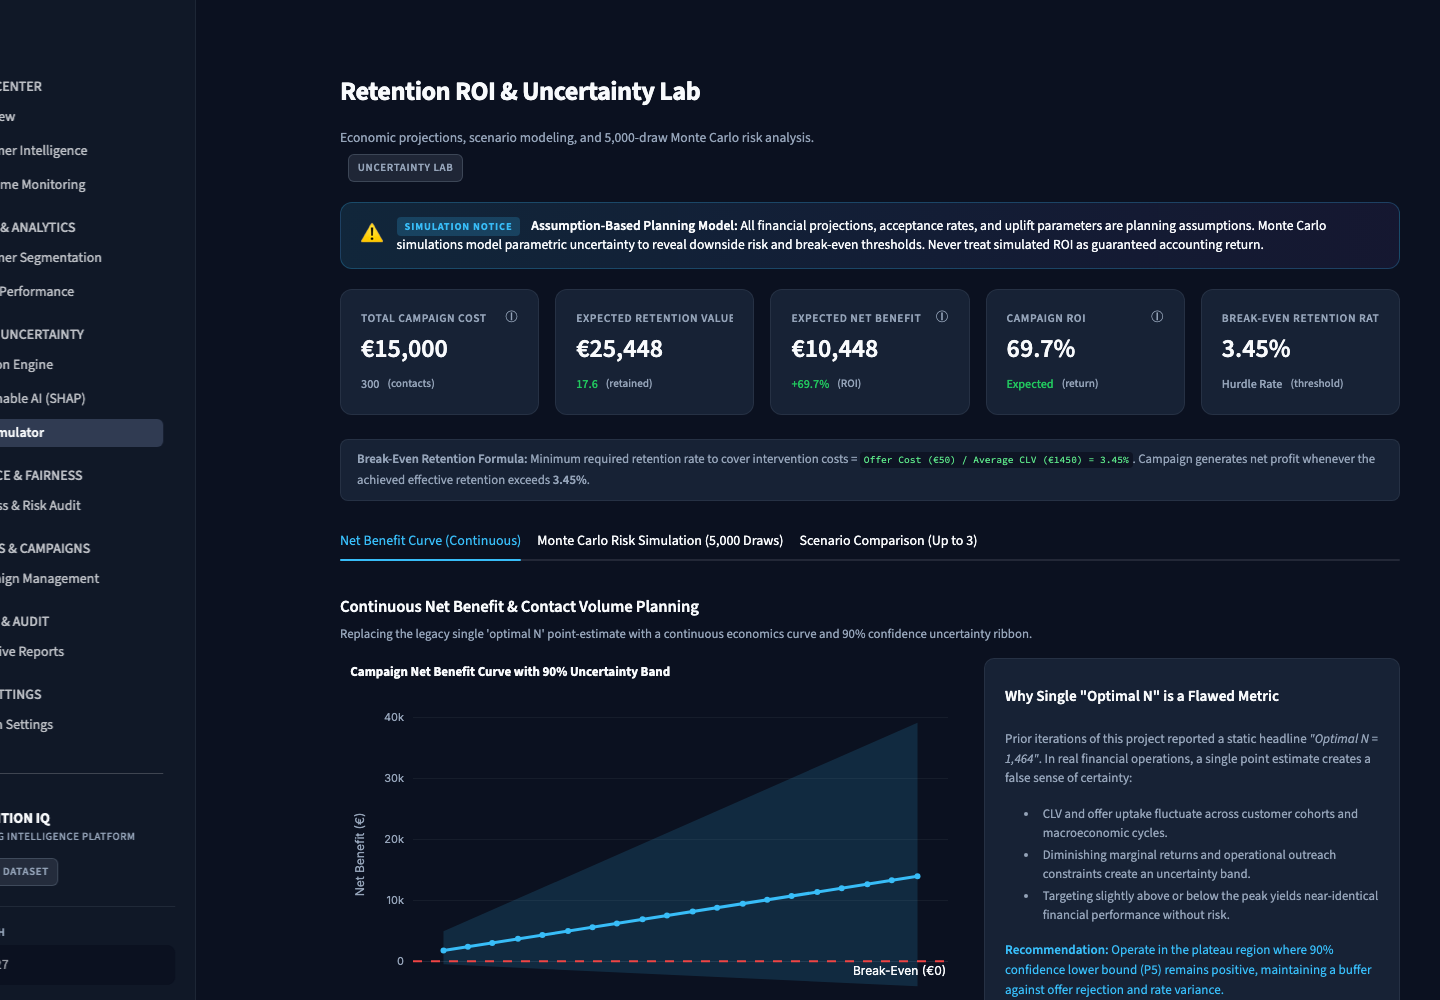 CENTER
ew
ner Intelligence
me Monitoring
& ANALYTICS
ner Segmentation
Performance
UNCERTAINTY
on Engine
nable AI (SHAP)
mulator
CE & FAIRNESS
ss & Risk Audit
S & CAMPAIGNS
aign Management
& AUDIT
ive Reports
TTINGS
n Settings
TION IQ
G INTELLIGENCE PLATFORM
DATASET
H
27
Retention ROI & Uncertainty Lab
Economic projections, scenario modeling, and 5,000-draw Monte Carlo risk analysis.
UNCERTAINTY LAB
SIMULATION NOTICE Assumption-Based Planning Model: All financial projections, acceptance rates, and uplift parameters are planning assumptions. Monte Carlo
simulations model parametric uncertainty to reveal downside risk and break-even thresholds. Never treat simulated ROI as guaranteed accounting return.
TOTAL CAMPAIGN COST
€15,000
300 (contacts)
EXPECTED RETENTION VALUE
€25,448
17.6 (retained)
EXPECTED NET BENEFIT
€10,448
+69.7% (ROI)
CAMPAIGN ROI
69.7%
Expected (return)
BREAK-EVEN RETENTION RAT
3.45%
Hurdle Rate (threshold)
Break-Even Retention Formula: Minimum required retention rate to cover intervention costs = Offer Cost (€50) / Average CLV (€1450) = 3.45%. Campaign generates net profit whenever the
achieved effective retention exceeds 3.45%.
Net Benefit Curve (Continuous) Monte Carlo Risk Simulation (5,000 Draws) Scenario Comparison (Up to 3)
Continuous Net Benefit & Contact Volume Planning
Replacing the legacy single 'optimal N' point-estimate with a continuous economics curve and 90% confidence uncertainty ribbon.
Campaign Net Benefit Curve with 90% Uncertainty Band
40k
30k
20k
10k
0
Net Benefit (€)
Break-Even (€0)
Why Single "Optimal N" is a Flawed Metric
Prior iterations of this project reported a static headline "Optimal N =
1,464". In real financial operations, a single point estimate creates a
false sense of certainty:
• CLV and offer uptake fluctuate across customer cohorts and
macroeconomic cycles.
• Diminishing marginal returns and operational outreach
constraints create an uncertainty band.
• Targeting slightly above or below the peak yields near-identical
financial performance without risk.
Recommendation: Operate in the plateau region where 90%
confidence lower bound (P5) remains positive, maintaining a buffer
against offer rejection and rate variance.